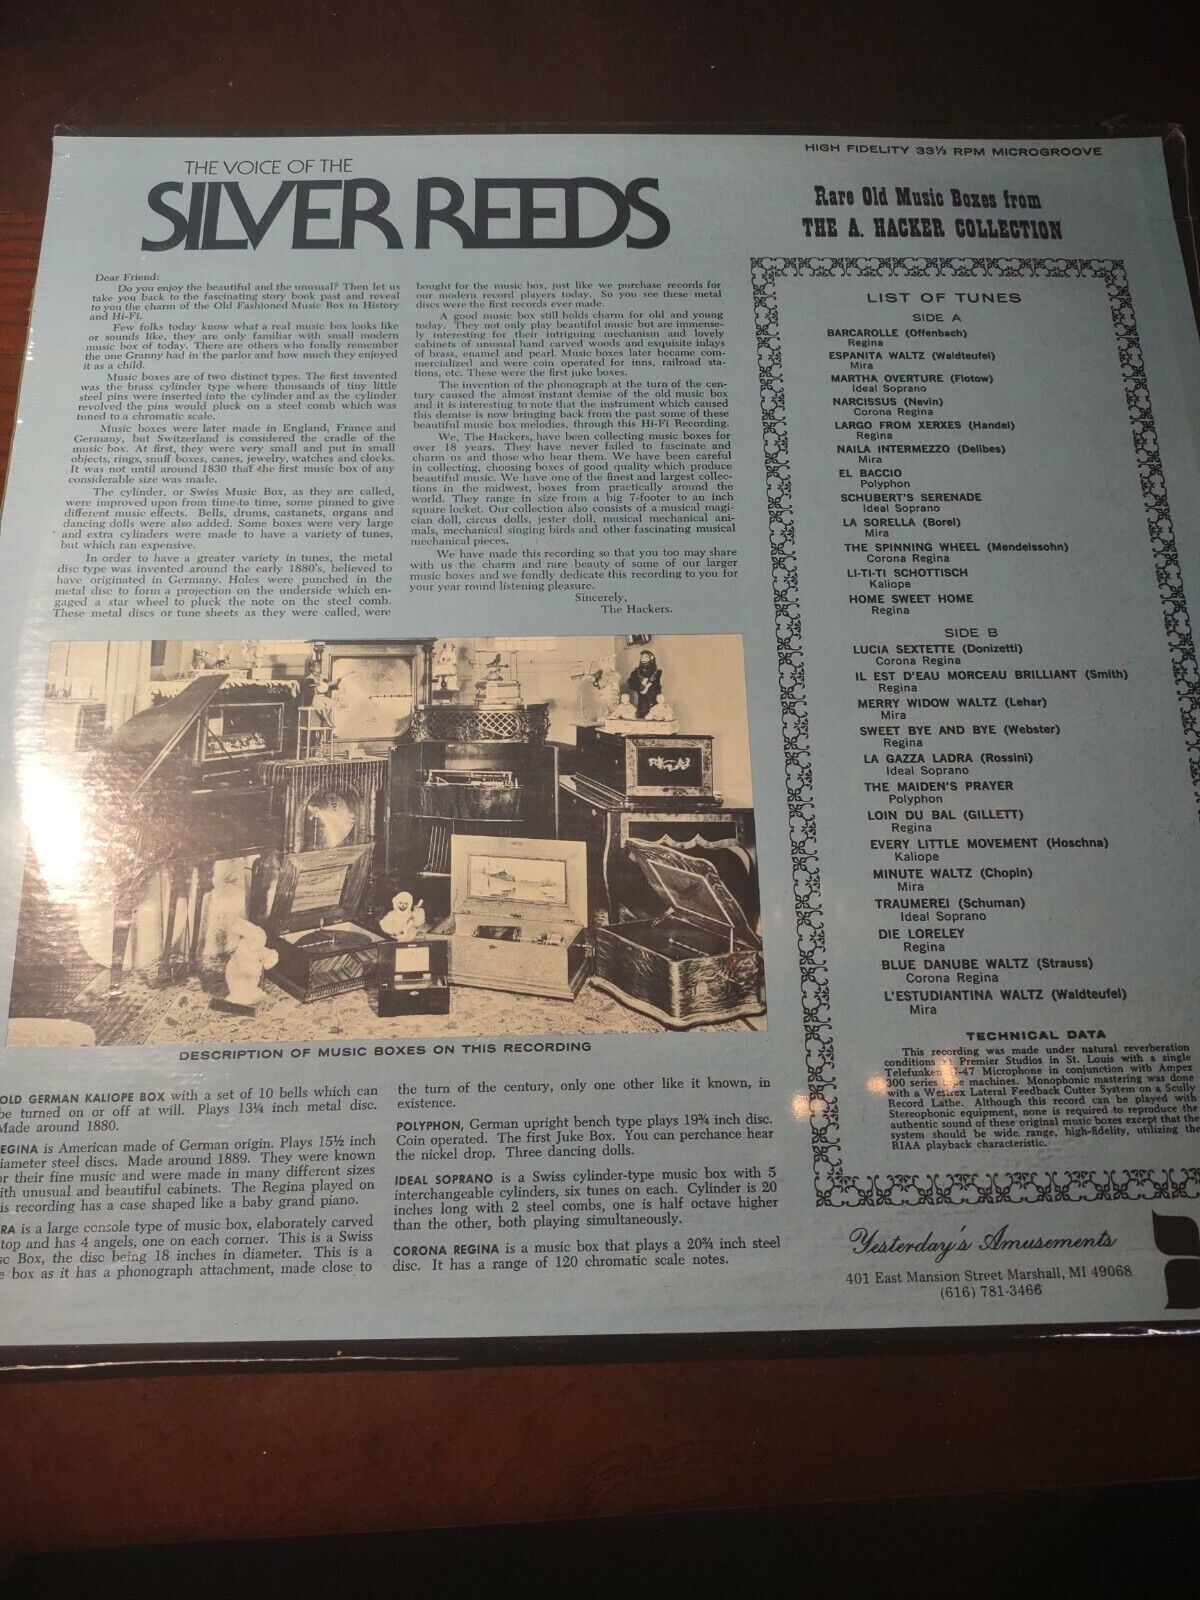 THE VOICE OF THE
SILVER REEDS
Dear Friend:
Do you enjoy the beautiful and the unusual? Then let us
take you back to the fascinating story book past and reveal
to you the charm of the Old Fashioned Music Box in History
and Hi-Fi.
Few folks today know what a real music box looks like
or sounds like, they are only familiar with small modern
music box of today. There are others who fondly remember
the one Granny had in the parlor and how much they enjoyed
it as a child.
Music boxes are of two distinct types. The first invented
was the brass cylinder type where thousands of tiny little
steel pins were inserted into the cylinder and as the cylinder
revolved the pins would pluck on a steel comb which was
tuned to a chromatic scale.
Music boxes were later made in England, France and
Germany, but Switzerland is considered the cradle of the
music box. At first, they were very small and put in small
objects, rings, snuff boxes, canes, jewelry, watches and clocks.
It was not until around 1830 that the first music box of any
considerable size was made.
The cylinder, or Swiss Music Box, as they are called,
were improved upon from time to time, some pinned to give
different music effects. Bells, drums, castanets, organs and
dancing dolls were also added. Some boxes were very large
and extra cylinders were made to have a variety of tunes,
but which ran expensive.
In order to have a greater variety in tunes, the metal
disc type was invented around the early 1880's, believed to
have originated in Germany. Holes were punched in the
metal disc to form a projection on the underside which en-
gaged a star wheel to pluck the note on the steel comb.
These metal discs or tune sheets as they were called, were
bought for the music box, just like we purchase records for
our modern record players today. So you see these metal
discs were the first records ever made.
A good music box still holds charm for old and young
today. They not only play beautiful music but are immense-
ly interesting for their intriguing mechanism and lovely
cabinets of unusual hand carved woods and exquisite inlays
of brass, enamel and pearl. Music boxes later became com-
mercialized and were coin operated for inns, railroad sta-
tions, etc. These were the first juke boxes.
The invention of the phonograph at the turn of the cen-
tury caused the almost instant demise of the old music box
and it is interesting to note that the instrument which caused
this demise is now bringing back from the past some of these
beautiful music box melodies, through this Hi-Fi Recording.
We, The Hackers, have been collecting music boxes for
over 18 years. They have never failed to fascinate and
charm us and those who hear them. We have been careful
in collecting, choosing boxes of good quality which produce
beautiful music. We have one of the finest and largest collec-
tions in the midwest, boxes from practically around the
world. They range in size from a big 7-footer to an inch
square locket. Our collection also consists of a musical magi-
cian doll, circus dolls, jester doll, musical mechanical ani-
mals, mechanical singing birds and other fascinating musical
mechanical pieces.
We have made this recording so that you too may share
with us the charm and rare beauty of some of our larger
music boxes and we fondly dedicate this recording to you for
your year round listening pleasure.
Sincerely,
The Hackers.
DESCRIPTION OF MUSIC BOXES ON THIS RECORDING
OLD GERMAN KALIOPE BOX with a set of 10 bells which can
be turned on or off at will. Plays 13¾ inch metal disc.
Made around 1880.
EGINA is American made of German origin. Plays 15½ inch
iameter steel discs. Made around 1889. They were known
or their fine music and were made in many different sizes
ith unusual and beautiful cabinets. The Regina played on
is recording has a case shaped like a baby grand piano.
RA is a large console type of music box, elaborately carved
top and has 4 angels, one on each corner. This is a Swiss
sc Box, the disc being 18 inches in diameter. This is a
e box as it has a phonograph attachment, made close to
the turn of the century, only one other like it known, in
existence.
POLYPHON, German upright bench type plays 19¾ inch disc.
Coin operated. The first Juke Box. You can perchance hear
the nickel drop. Three dancing dolls.
IDEAL SOPRANO is a Swiss cylinder-type music box with 5
interchangeable cylinders, six tunes on each. Cylinder is 20
inches long with 2 steel combs, one is half octave higher
than the other, both playing simultaneously.
CORONA REGINA is a music box that plays a 20¾ inch steel
disc. It has a range of 120 chromatic scale notes.
HIGH FIDELITY 33⅓ RPM MICROGROOVE
Rare Old Music Boxes from
THE A. HACKER COLLECTION
LIST OF TUNES
SIDE A
BARCAROLLE (Offenbach)
Regina
ESPANITA WALTZ (Waldteufel)
Mira
MARTHA OVERTURE (Flotow)
Ideal Soprano
NARCISSUS (Nevin)
Corona Regina
LARGO FROM XERXES (Handel)
Regina
NAILA INTERMEZZO (Delibes)
Mira
EL BACCIO
Polyphon
SCHUBERT'S SERENADE
Ideal Soprano
LA SORELLA (Borel)
Mira
THE SPINNING WHEEL (Mendelssohn)
Corona Regina
LI-TI-TI SCHOTTISCH
Kaliope
HOME SWEET HOME
Regina
SIDE B
LUCIA SEXTETTE (Donizetti)
Corona Regina
IL EST D'EAU MORCEAU BRILLIANT (Smith)
Regina
MERRY WIDOW WALTZ (Lehar)
Mira
SWEET BYE AND BYE (Webster)
Regina
LA GAZZA LADRA (Rossini)
Ideal Soprano
THE MAIDEN'S PRAYER
Polyphon
LOIN DU BAL (GILLETT)
Regina
EVERY LITTLE MOVEMENT (Hoschna)
Kaliope
MINUTE WALTZ (Chopin)
Mira
TRAUMEREI (Schuman)
Ideal Soprano
DIE LORELEY
Regina
BLUE DANUBE WALTZ (Strauss)
Corona Regina
L'ESTUDIANTINA WALTZ (Waldteufel)
Mira
TECHNICAL DATA
This recording was made under natural reverberation
conditions Premier Studios in St. Louis with a single
Telefunken -47 Microphone in conjunction with Ampex
300 series machines. Monophonic mastering was done
with a Westrex Lateral Feedback Cutter System on a Scully
Record Lathe. Although this record can be played with
Stereophonic equipment, none is required to reproduce the
authentic sound of these original music boxes except that the
system should be wide range, high-fidelity, utilizing the
RIAA playback characteristic.
Yesterday's Amusements
401 East Mansion Street Marshall, MI 49068
(616) 781-3466